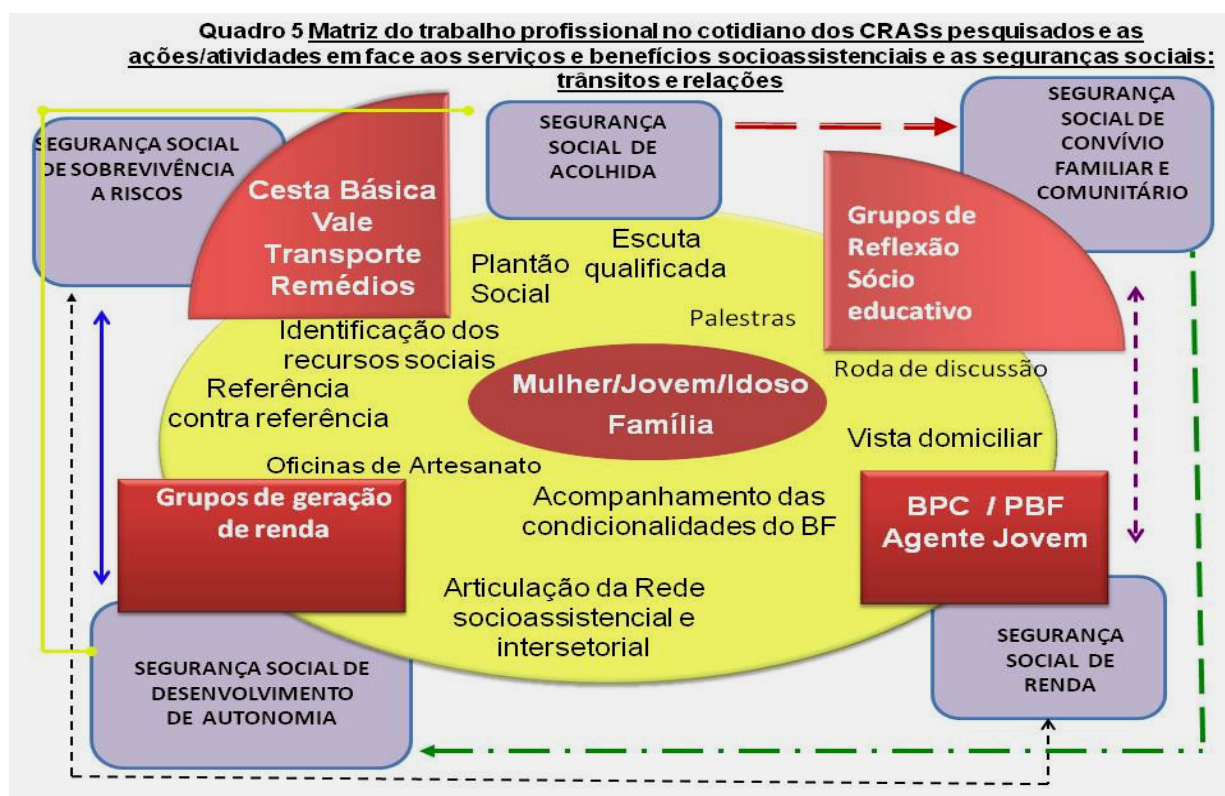 Quadro 5 Matriz do trabalho profissional no cotidiano dos CRASs pesquisados e as
ações/atividades em face aos serviços e benefícios socioassistenciais e as seguranças sociais:
trânsitos e relações
SEGURANÇA SOCIAL
DE SOBREVIVÊNCIA
A RISCOS
Cesta Básica
Vale
Transporte
Remédios
SEGURANÇA
SOCIAL DE
ACOLHIDA
SEGURANÇA
SOCIAL DE
CONVÍVIO
FAMILIAR E
COMUNITÁRIO
Grupos de
Reflexão
Sócio
educativo
Escuta
qualificada
Plantão
Social
Palestras
Identificação dos
recursos sociais
Roda de discussão
Mulher/Jovem/Idoso
Família
Referência
contra referência
Vista domiciliar
Oficinas de Artesanato
Grupos de geração
de renda
Acompanhamento das
condicionalidades do BF
BPC / PBF
Agente Jovem
Articulação da Rede
socioassistencial e
intersetorial
SEGURANÇA SOCIAL DE
DESENVOLVIMENTO
DE AUTONOMIA
SEGURANÇA
SOCIAL DE
RENDA